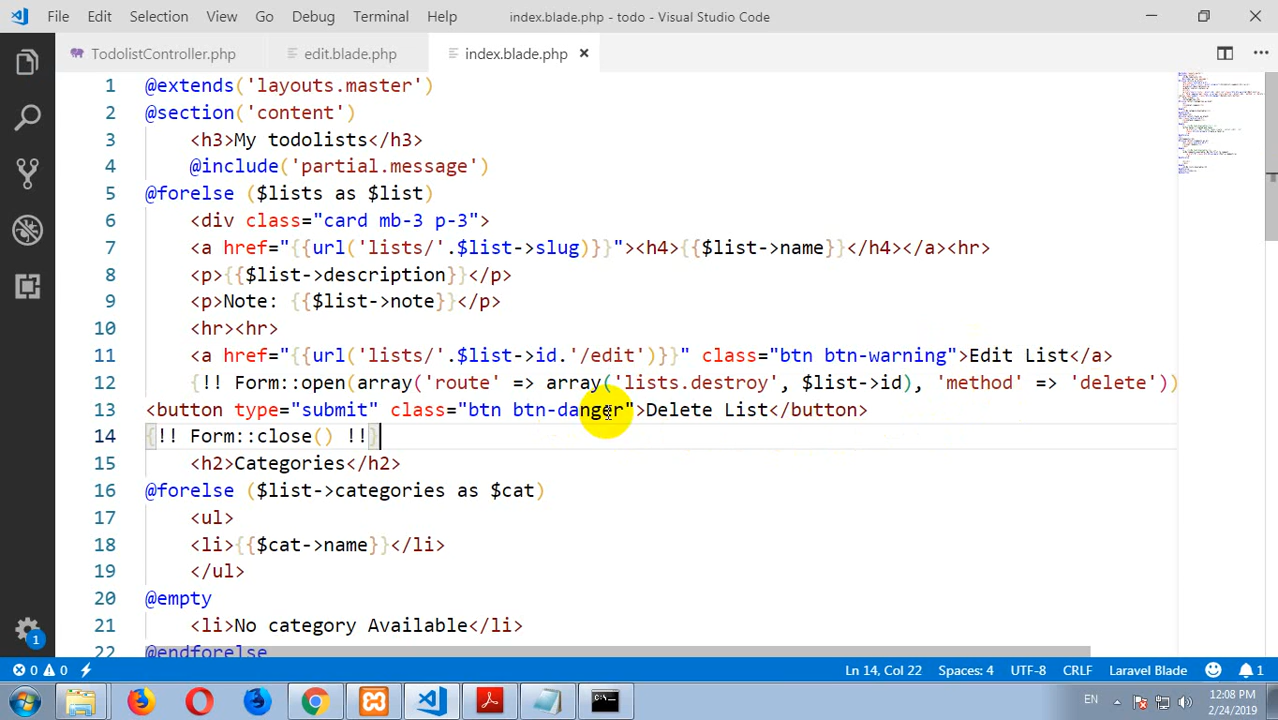 File Edit Selection View Go Debug Terminal Help index.blade.php - todo - Visual Studio Code
TodolistController.php edit.blade.php index.blade.php
1 @extends('layouts.master')
2 @section('content')
3 <h3>My todolists</h3>
4 @include('partial.message')
5 @forelse ($lists as $list)
6 <div class="card mb-3 p-3">
7 <a href="{{url('lists/'.$list->slug)}}"><h4>{{$list->name}}</h4></a><hr>
8 <p>{{$list->description}}</p>
9 <p>Note: {{$list->note}}</p>
10 <hr><hr>
11 <a href="{{url('lists/'.$list->id.'/edit')}}" class="btn btn-warning">Edit List</a>
12 {!! Form::open(array('route' => array('lists.destroy', $list->id), 'method' => 'delete'))
13 <button type="submit" class="btn btn-danger">Delete List</button>
14 {!! Form::close() !!}
15 <h2>Categories</h2>
16 @forelse ($list->categories as $cat)
17 <ul>
18 <li>{{$cat->name}}</li>
19 </ul>
20 @empty
21 <li>No category Available</li>
22 @endforelse
0 0 Ln 14, Col 22 Spaces: 4 UTF-8 CRLF Laravel Blade 1
1
EN 12:08 PM
2/24/2019